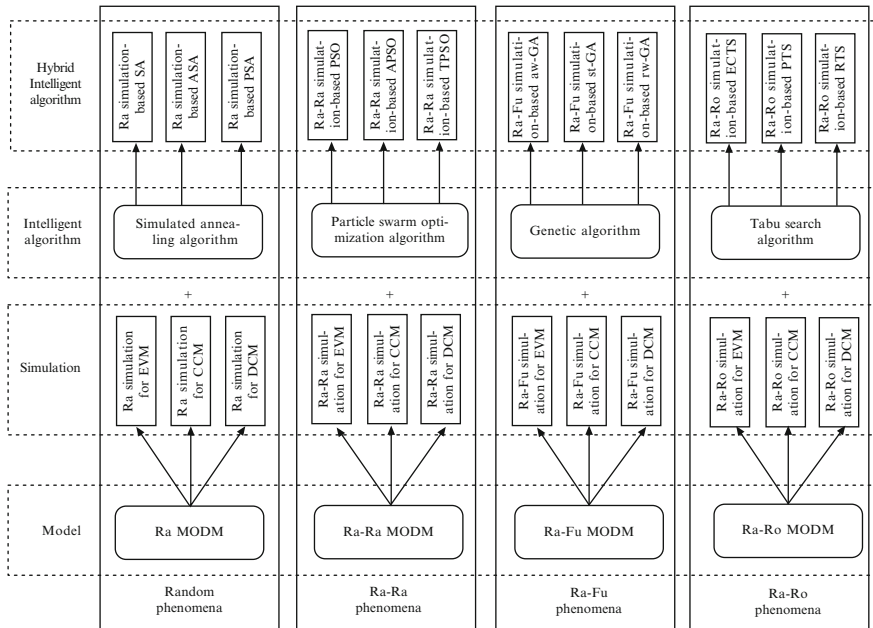 Hybrid
Intelligent
algorithm
Ra simulation-
based SA
Ra simulation-
based ASA
Ra simulation-
based PSA
Ra-Ra simulat-
ion-based PSO
Ra-Ra simulat-
ion-based APSO
Ra-Ra simulat-
ion-based TPSO
Ra-Fu simulati-
on-based aw-GA
Ra-Fu simulati-
on-based st-GA
Ra-Fu simulati-
on-based rw-GA
Ra-Ro simulat-
ion-based ECTS
Ra-Ro simulat-
ion-based PTS
Ra-Ro simulat-
ion-based RTS
Intelligent
algorithm
Simulated annea-
ling algorithm
Particle swarm opti-
mization algorithm
Genetic algorithm
Tabu search
algorithm
+
+
+
+
Simulation
Ra simulation
for EVM
Ra simulation
for CCM
Ra simulation
for DCM
Ra-Ra simul-
ation for EVM
Ra-Ra simul-
ation for CCM
Ra-Ra simul-
ation for DCM
Ra-Fu simul-
ation for EVM
Ra-Fu simul-
ation for CCM
Ra-Fu simul-
ation for DCM
Ra-Ro simul-
ation for EVM
Ra-Ro simul-
ation for CCM
Ra-Ro simul-
ation for DCM
Model
Ra MODM
Ra-Ra MODM
Ra-Fu MODM
Ra-Ro MODM
Random
phenomena
Ra-Ra
phenomena
Ra-Fu
phenomena
Ra-Ro
phenomena